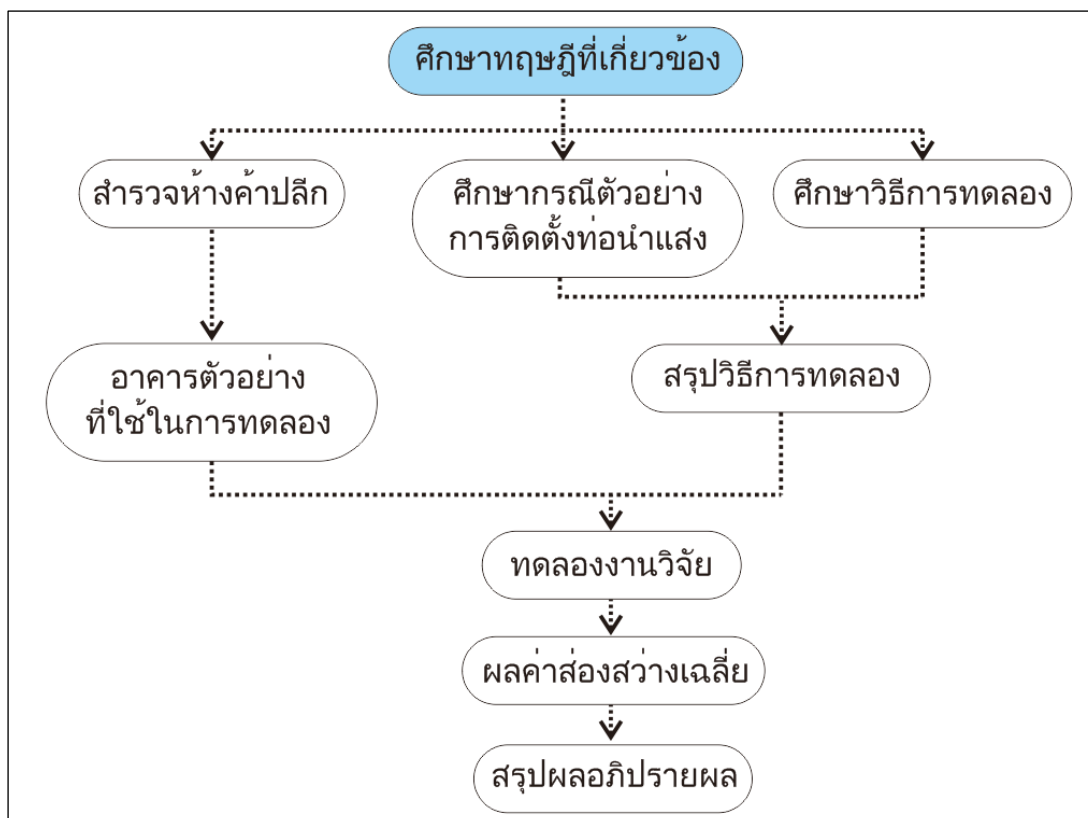 ศึกษาทฤษฎีที่เกี่ยวข้อง
สำรวจห้างค้าปลีก
ศึกษากรณีตัวอย่าง
การติดตั้งท่อนำแสง
ศึกษาวิธีการทดลอง
อาคารตัวอย่าง
ที่ใช้ในการทดลอง
สรุปวิธีการทดลอง
ทดลองงานวิจัย
ผลค่าส่องสว่างเฉลี่ย
สรุปผลอภิปรายผล